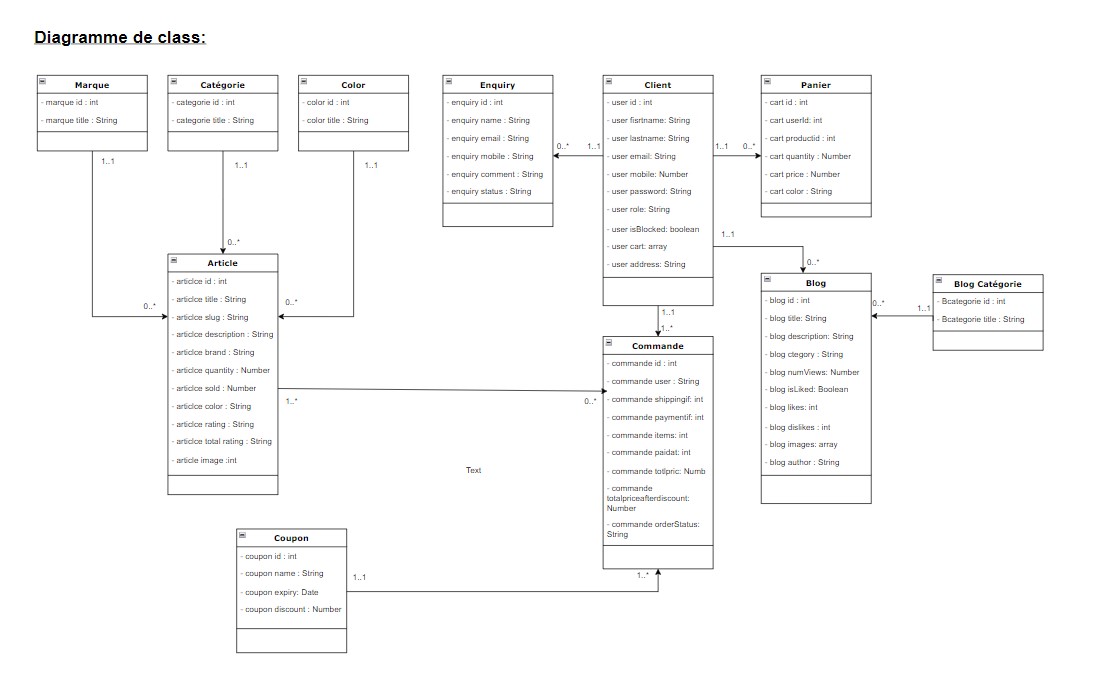 Diagramme de class:
Marque
- marque id : int
- marque title : String
1..1
Catégorie
- categorie id : int
- categorie title : String
1..1
0..*
Color
- color id : int
- color title : String
1..1
Enquiry
- enquiry id : int
- enquiry name : String
- enquiry email : String
- enquiry mobile : String
- enquiry comment : String
- enquiry status : String
0..*
1..1
Client
- user id : int
- user fisrtname: String
- user lastname: String
- user email: String
- user mobile: Number
- user password: String
- user role: String
- user isBlocked: boolean
- user cart: array
- user address: String
1..1
0..*
Panier
- cart id : int
- cart userId: int
- cart productid : int
- cart quantity : Number
- cart price : Number
- cart color : String
1..1
0..*
Article
- articlce id : int
- articlce title : String
- articlce slug : String
- articlce description : String
- articlce brand : String
- articlce quantity : Number
- articlce sold : Number
- articlce color : String
- articlce rating : String
- articlce total rating : String
- article image :int
0..*
0..*
1..*
0..*
1..1
1..*
Commande
- commande id : int
- commande user : String
- commande shippingif: int
- commande paymentif: int
- commande items: int
- commande paidat: int
- commande totlpric: Numb
- commande
totalpriceafterdiscount:
Number
- commande orderStatus:
String
Blog
- blog id : int
- blog title: String
- blog description: String
- blog ctegory : String
- blog numViews: Number
- blog isLiked: Boolean
- blog likes: int
- blog dislikes : int
- blog images: array
- blog author : String
0..*
1..1
Blog Catégorie
- Bcategorie id : int
- Bcategorie title : String
Text
Coupon
- coupon id : int
- coupon name : String
- coupon expiry: Date
- coupon discount : Number
1..1
1..*